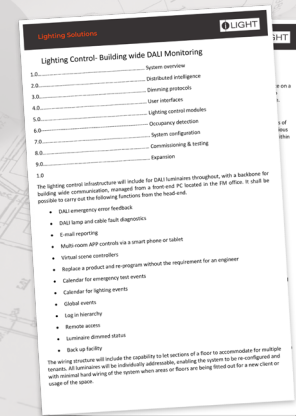 Lighting Solutions
LIGHT
Lighting Control- Building wide DALI Monitoring
1.0 System overview
2.0 Distributed intelligence
3.0 Dimming protocols
4.0 User interfaces
5.0 Lighting control modules
6.0 Occupancy detection
7.0 System configuration
8.0 Commissioning & testing
9.0 Expansion
1.0
The lighting control infrastructure will include for DALI luminaires throughout, with a backbone for
building wide communication, managed from a front-end PC located in the FM office. It shall be
possible to carry out the following functions from the head-end.
• DALI emergency error feedback
• DALI lamp and cable fault diagnostics
• E-mail reporting
• Multi-room APP controls via a smart phone or tablet
• Virtual scene controllers
• Replace a product and re-program without the requirement for an engineer
• Calendar for emergency test events
• Calendar for lighting events
• Global events
• Log in hierarchy
• Remote access
• Luminaire dimmed status
• Back up facility
The wiring structure will include the capability to let sections of a floor to accommodate for multiple
tenants. All luminaires will be individually addressable, enabling the system to be re-configured and
with minimal hard wiring of the system when areas or floors are being fitted out for a new client or
usage of the space.